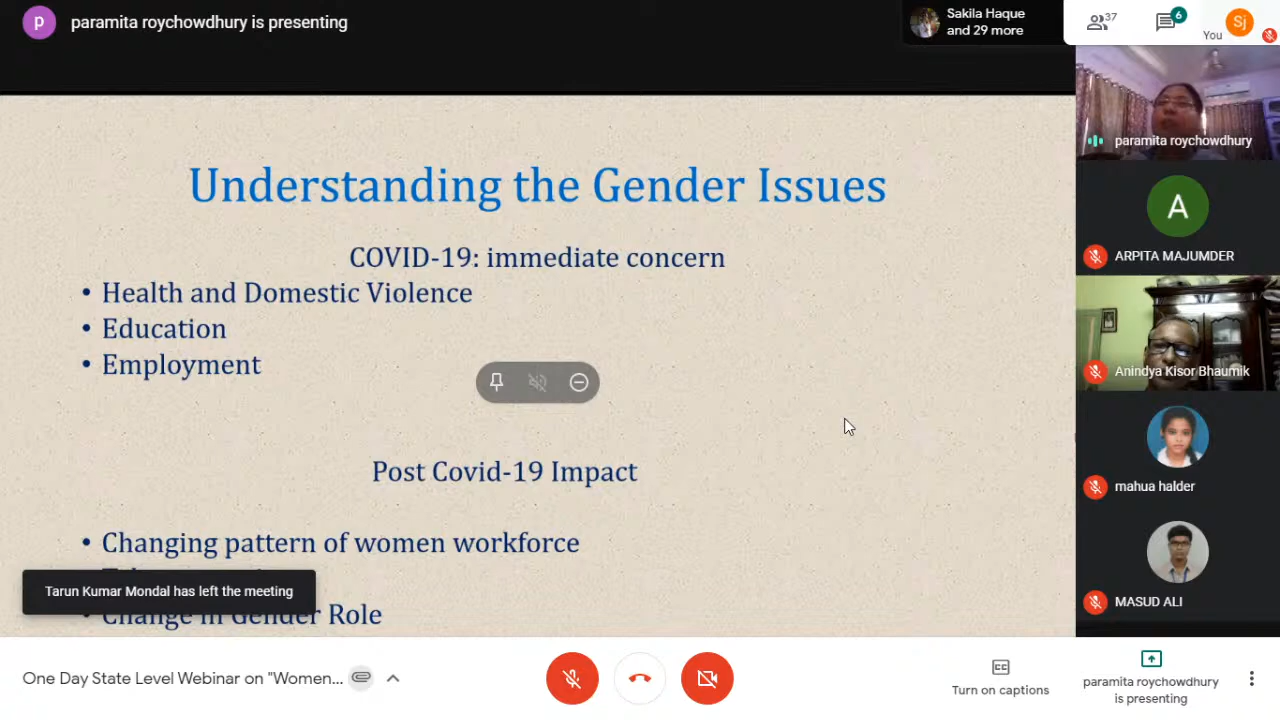 p
paramita roychowdhury is presenting
Sakila Haque
and 29 more
37
6
You
Sj
Understanding the Gender Issues
COVID-19: immediate concern
• Health and Domestic Violence
• Education
• Employment
Post Covid-19 Impact
• Changing pattern of women workforce
Change in Gender Role
Tarun Kumar Mondal has left the meeting
paramita roychowdhury
A
ARPITA MAJUMDER
Anindya Kisor Bhaumik
mahua halder
MASUD ALI
One Day State Level Webinar on "Women...
CC
Turn on captions
paramita roychowdhury
is presenting